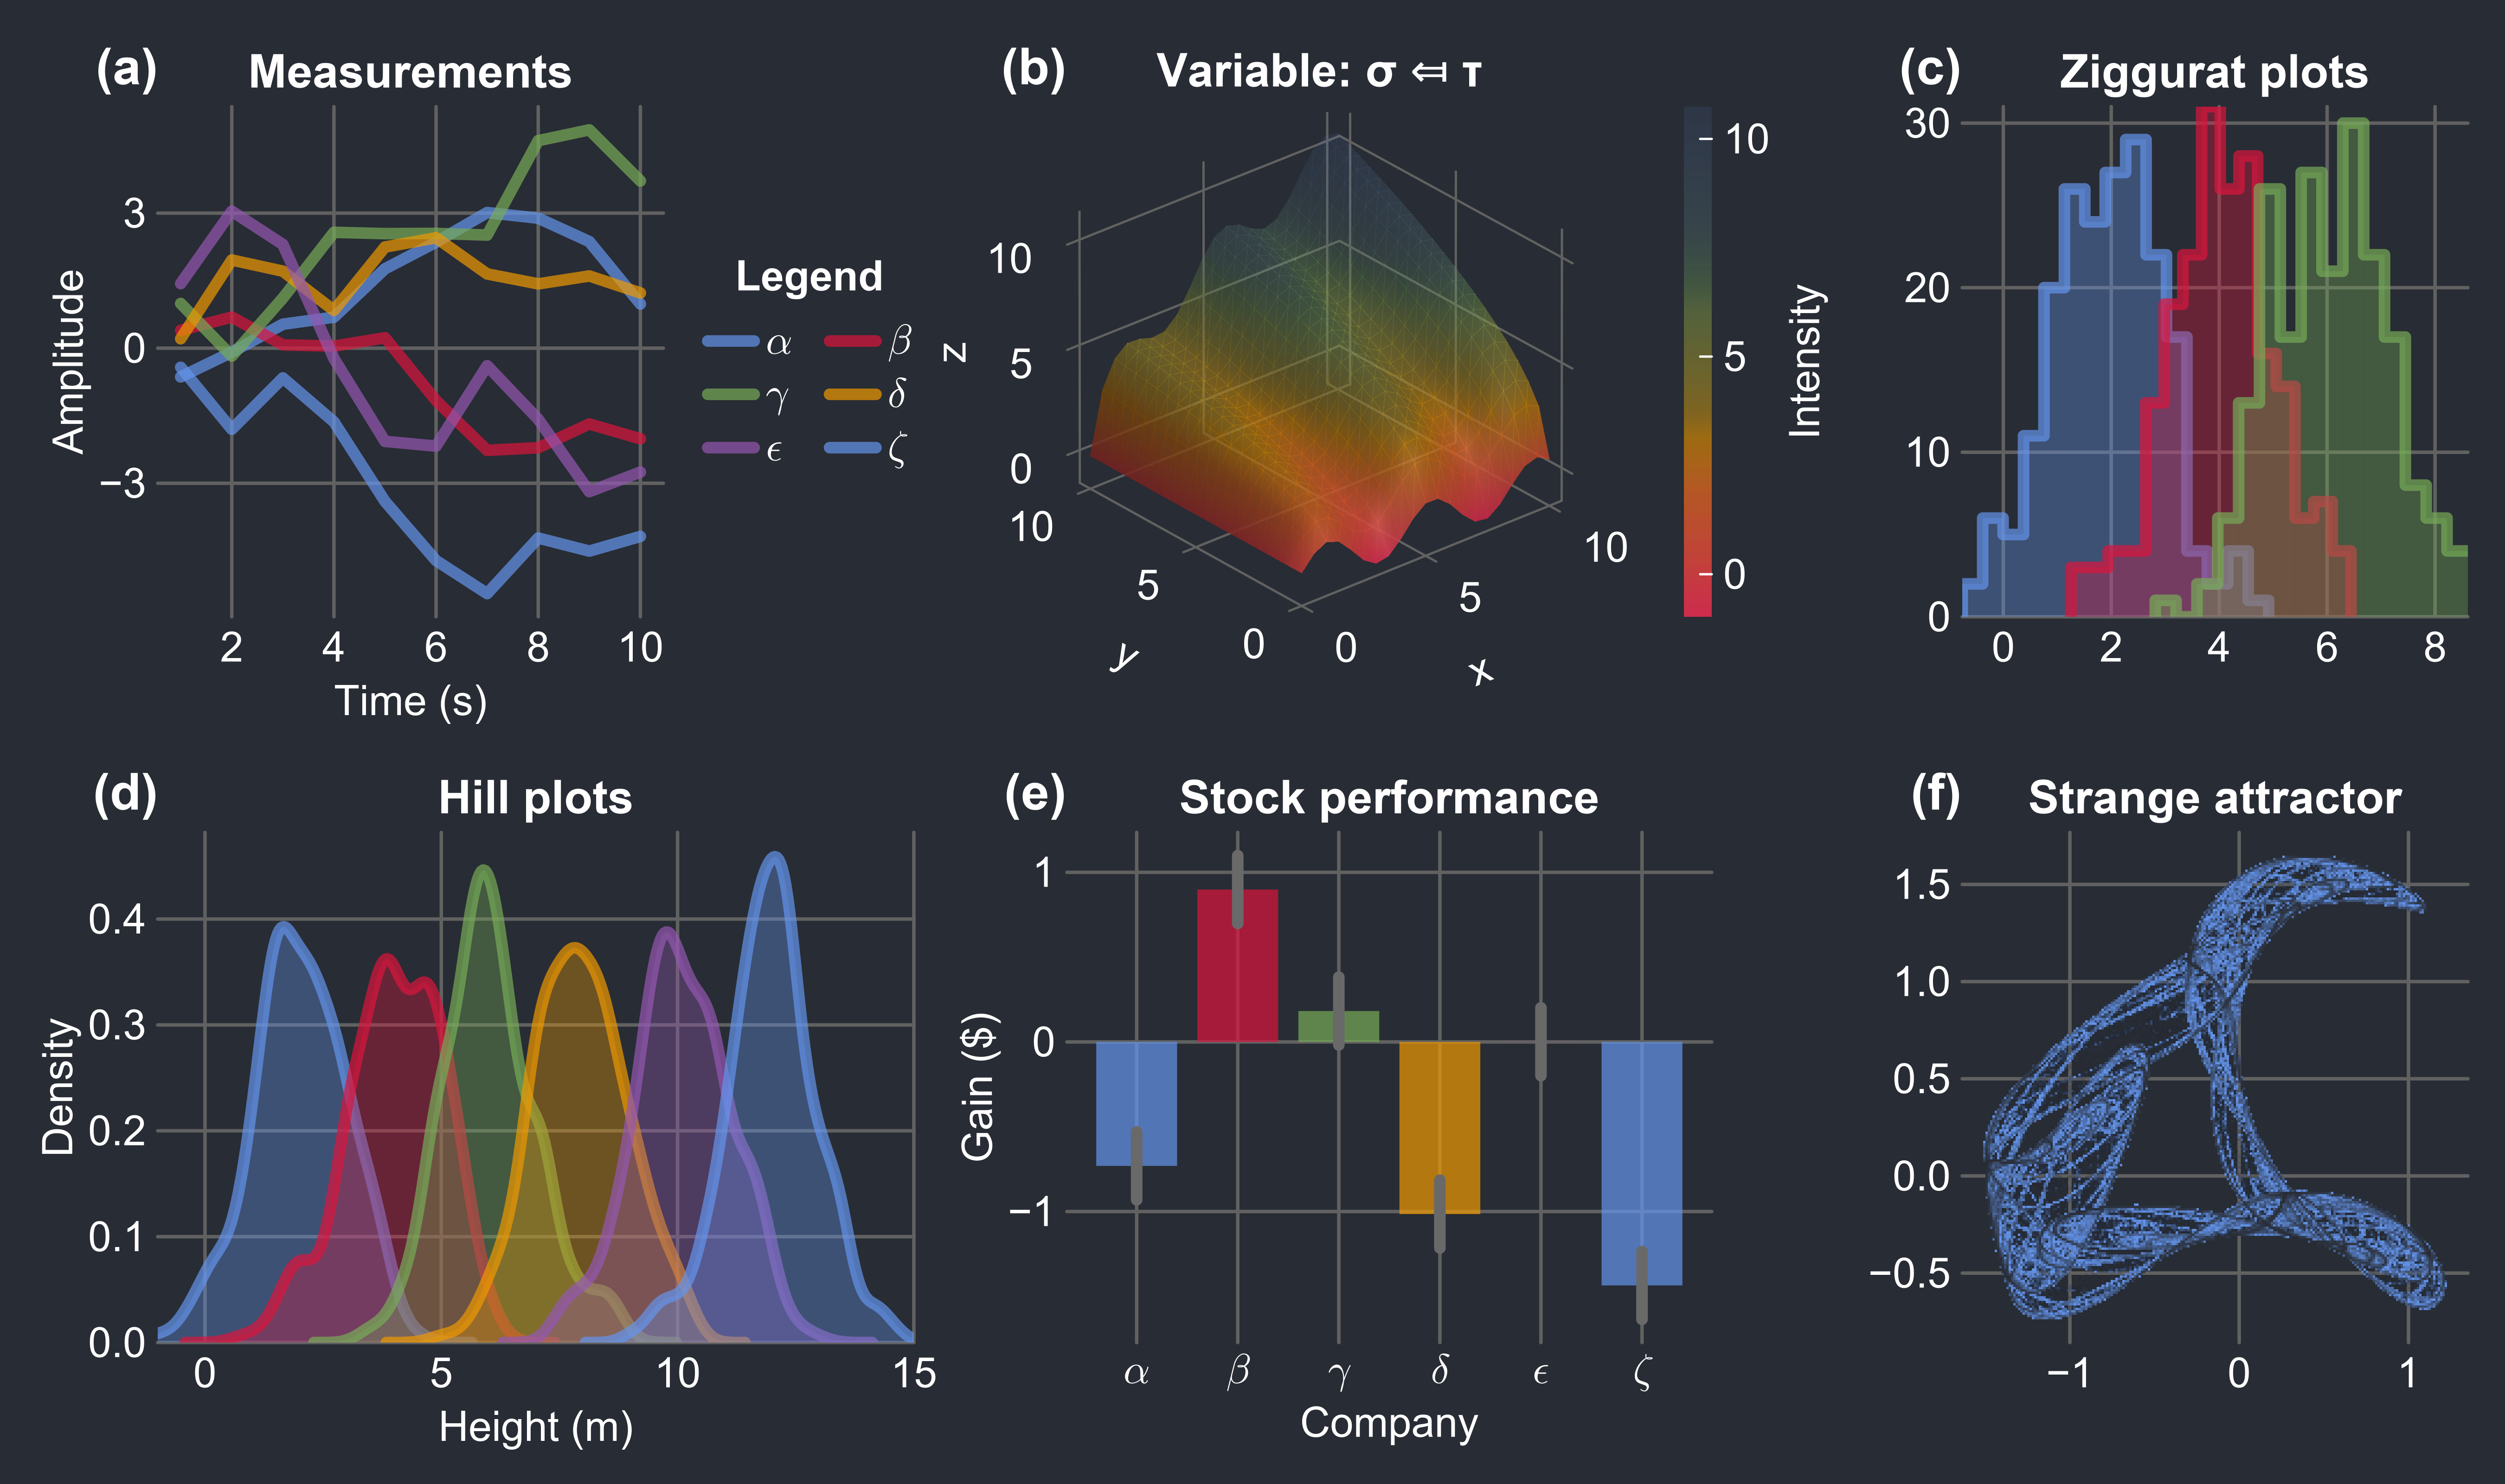 (a) Measurements
3
0
−3
Amplitude
2 4 6 8 10
Time (s)
Legend
α β
γ δ
ϵ ζ
(b) Variable: σ ⤆ τ
10
5
0
z
10
5
0
y
0
5
10
x
10
5
0
Intensity
(c) Ziggurat plots
30
20
10
0
0 2 4 6 8
(d) Hill plots
0.4
0.3
0.2
0.1
0.0
Density
0 5 10 15
Height (m)
(e) Stock performance
1
0
−1
Gain ($)
α β γ δ ϵ ζ
Company
(f) Strange attractor
1.5
1.0
0.5
0.0
−0.5
−1 0 1